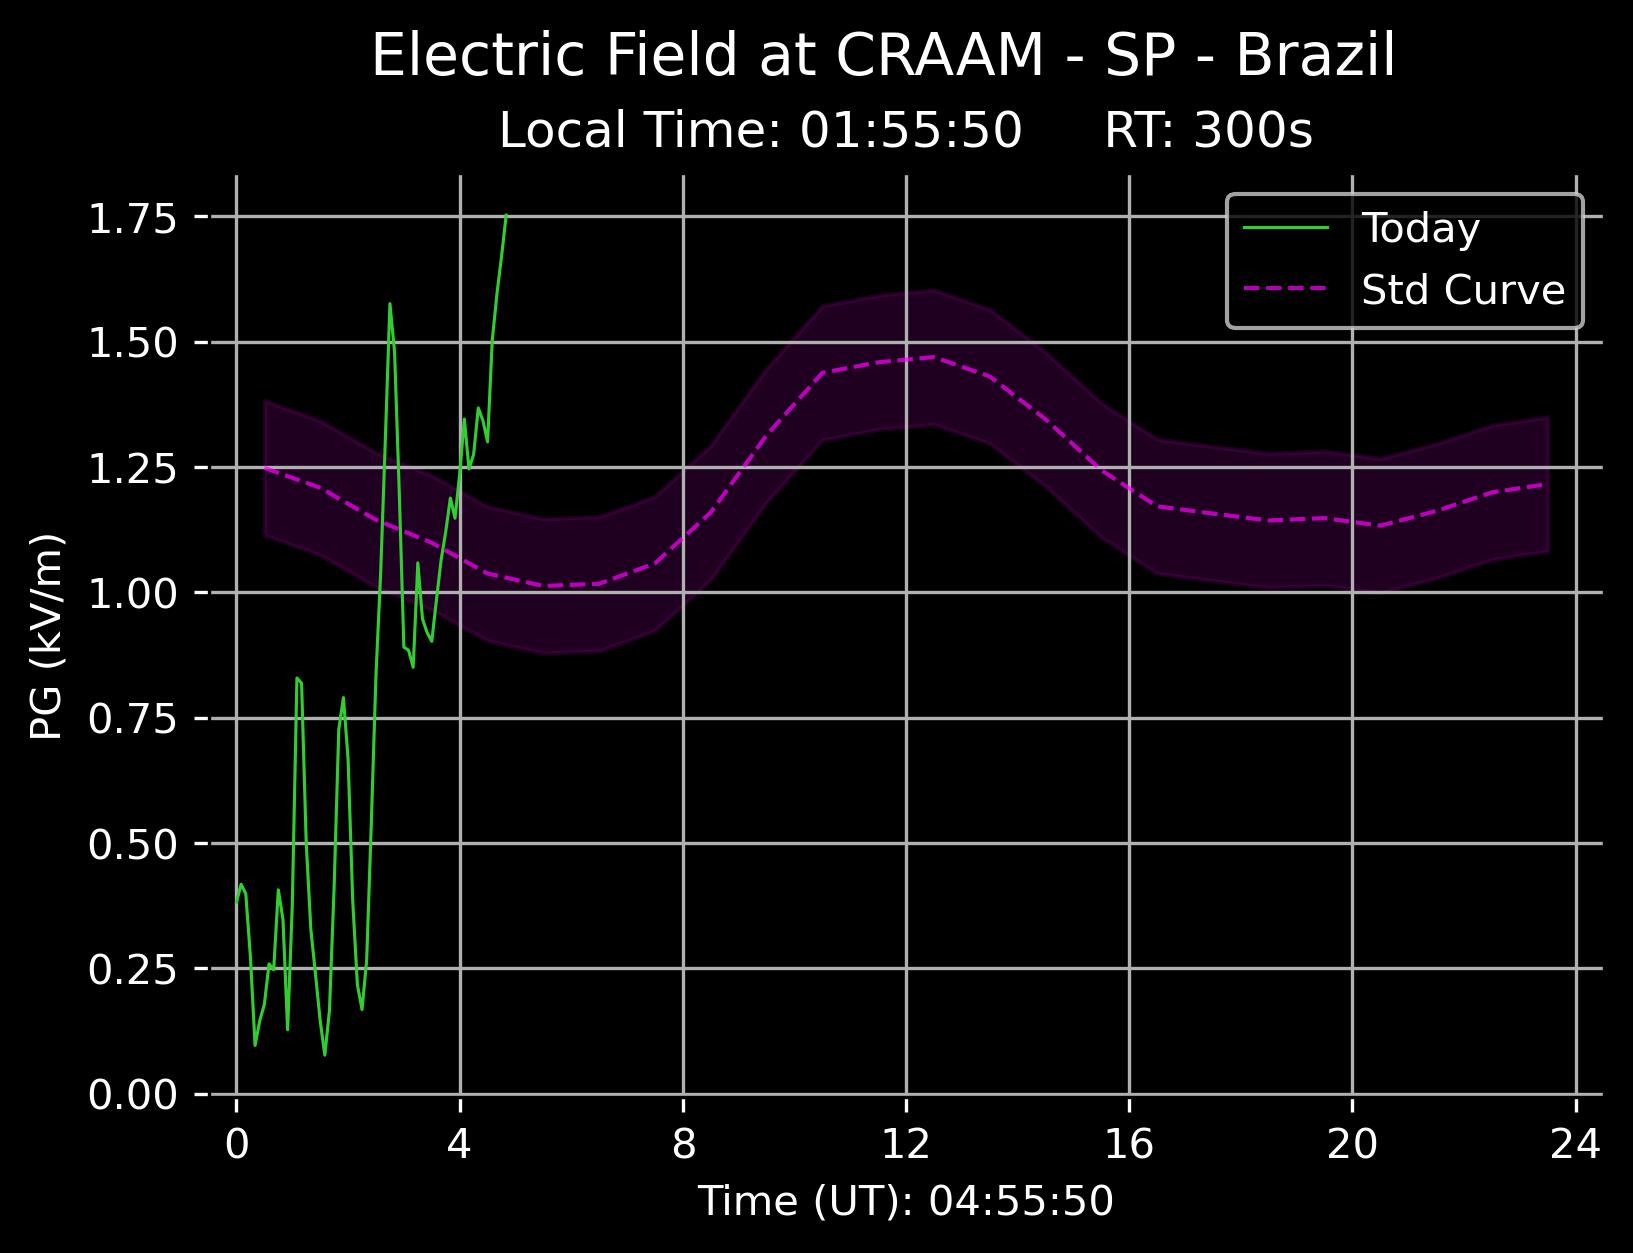 Electric Field at CRAAM - SP - Brazil
Local Time: 01:55:50 RT: 300s
Today
Std Curve
1.75
1.50
1.25
1.00
0.75
0.50
0.25
0.00
PG (kV/m)
0 4 8 12 16 20 24
Time (UT): 04:55:50